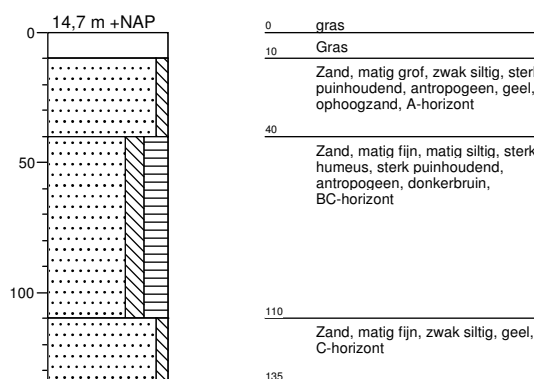 14,7 m +NAP
0
50
100
0 gras
10 Gras
Zand, matig grof, zwak siltig, sterk
puinhoudend, antropogeen, geel,
ophoogzand, A-horizont
40
Zand, matig fijn, matig siltig, sterk
humeus, sterk puinhoudend,
antropogeen, donkerbruin,
BC-horizont
110
Zand, matig fijn, zwak siltig, geel,
C-horizont
135